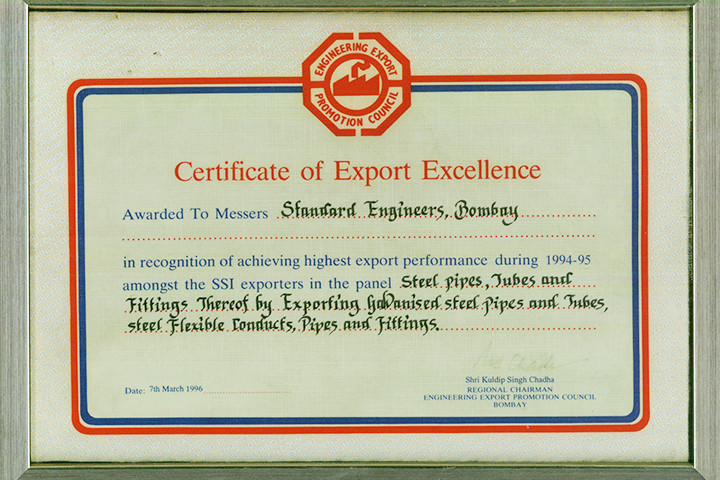 ENGINEERING EXPORT
PROMOTION COUNCIL
Certificate of Export Excellence
Awarded To Messers Standard Engineers, Bombay
in recognition of achieving highest export performance during 1994-95
amongst the SSI exporters in the panel Steel pipes, Tubes and
Fittings Thereof by Exporting Galvanised steel Pipes and Tubes,
steel Flexible Conducts, Pipes and Fittings.
Shri Kuldip Singh Chadha
Date: 7th March 1996
REGIONAL CHAIRMAN
ENGINEERING EXPORT PROMOTION COUNCIL
BOMBAY